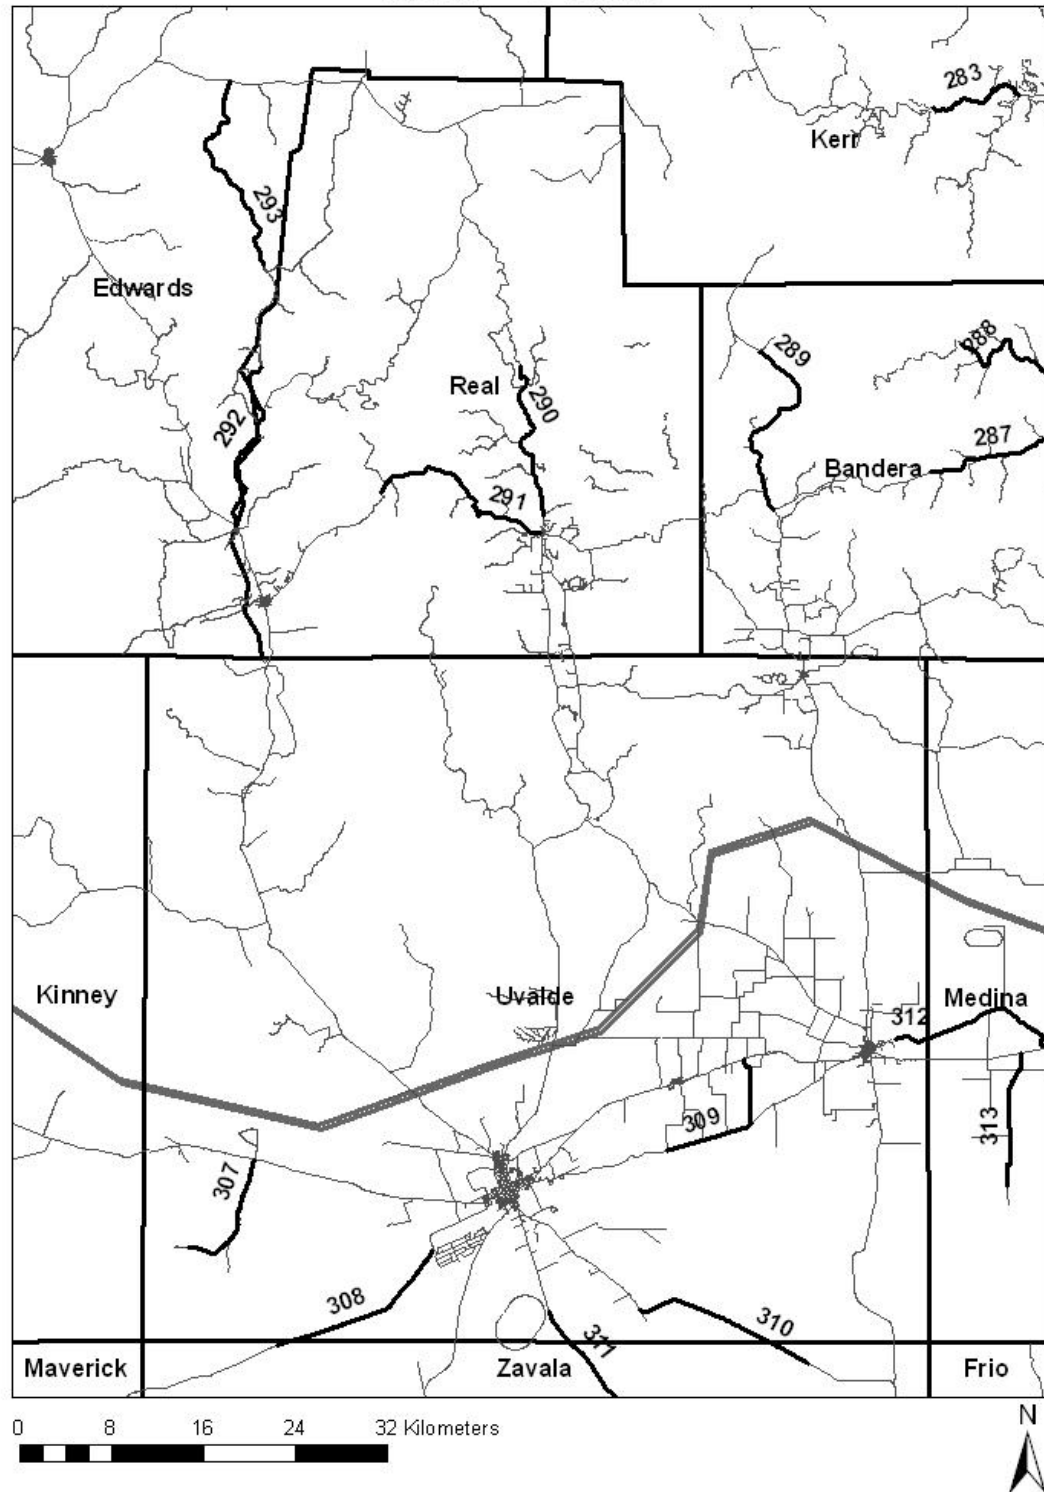 283
Kerr
293
Edwards
289
288
Real
290
292
287
Bandera
291
Kinney
Uvalde
Medina
312
309
313
307
308
310
311
Maverick
Zavala
Frio
0 8 16 24 32 Kilometers
N